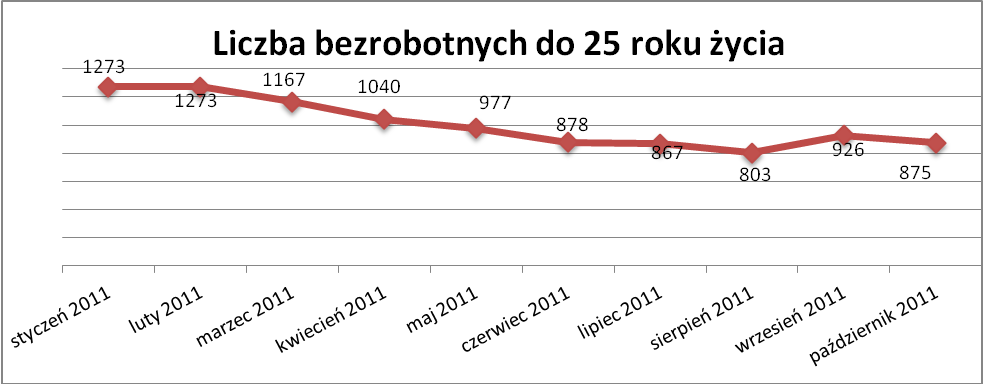 Liczba bezrobotnych do 25 roku życia
1273
1273
1167
1040
977
878
867
803
926
875
styczeń 2011
luty 2011
marzec 2011
kwiecień 2011
maj 2011
czerwiec 2011
lipiec 2011
sierpień 2011
wrzesień 2011
październik 2011